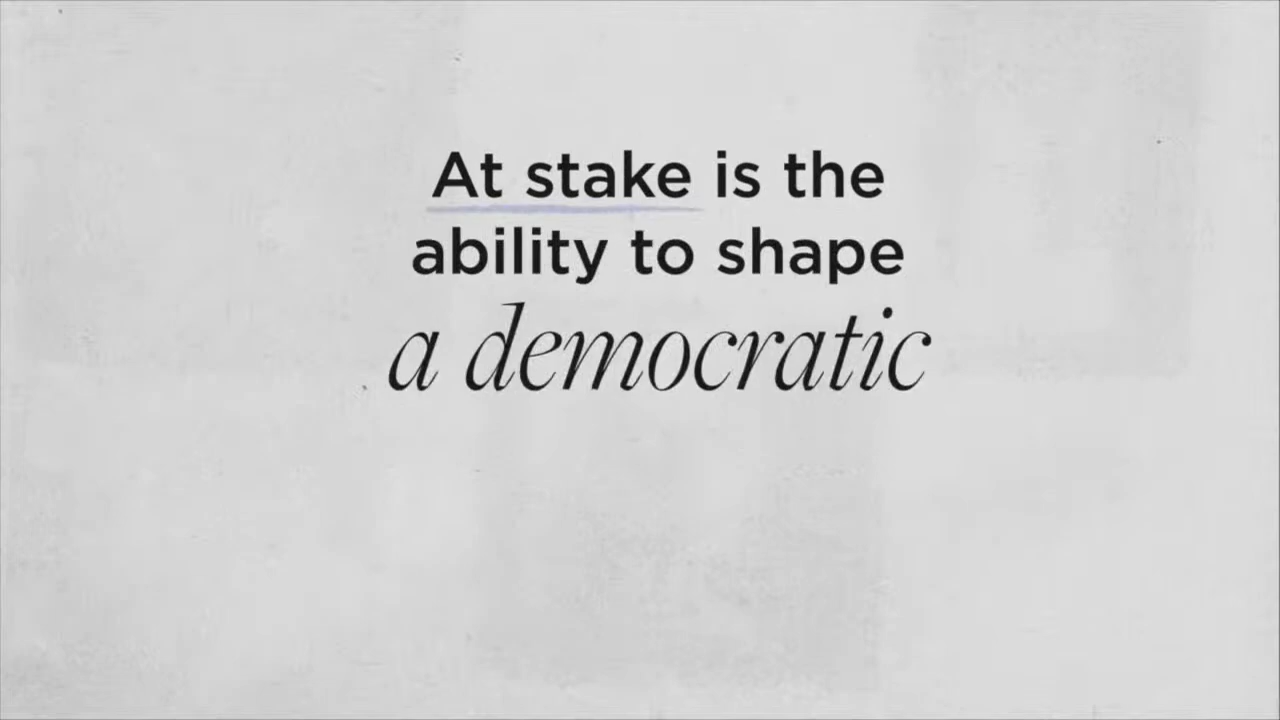 At stake is the
ability to shape
a democratic